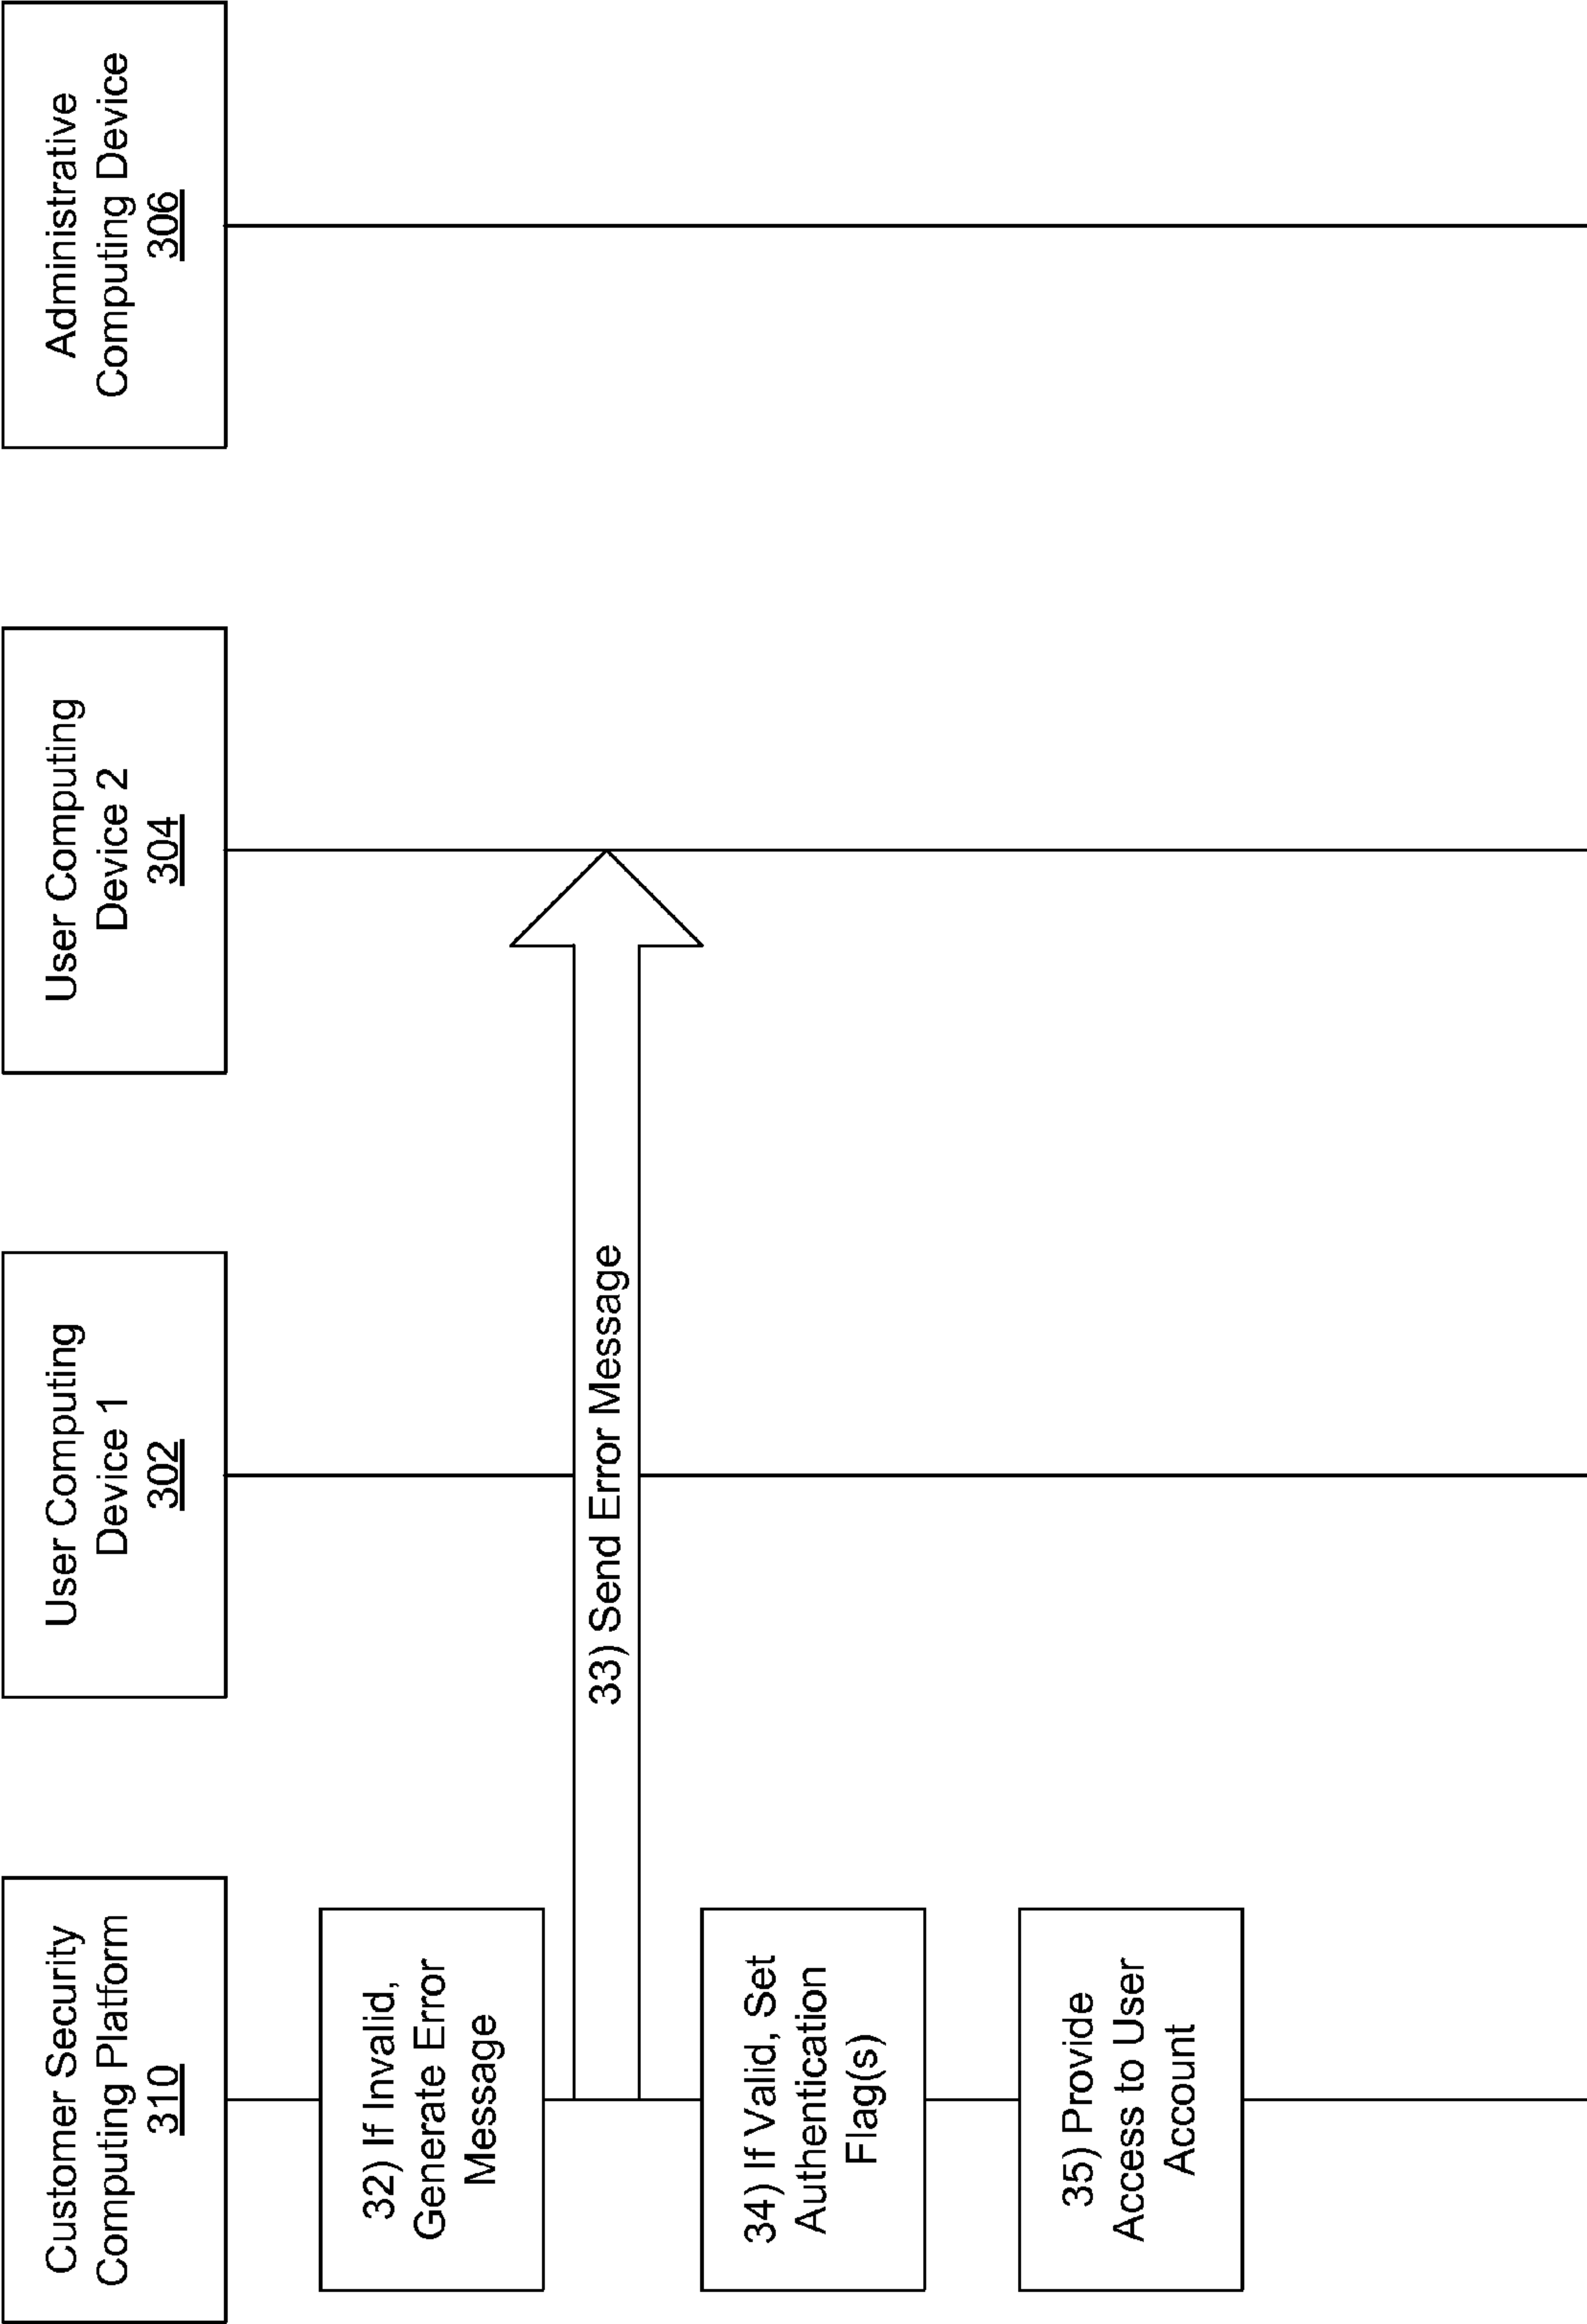 Customer Security
Computing Platform
310
User Computing
Device 1
302
User Computing
Device 2
304
Administrative
Computing Device
306
32) If Invalid,
Generate Error
Message
33) Send Error Message
34) If Valid, Set
Authentication
Flag(s)
35) Provide
Access to User
Account